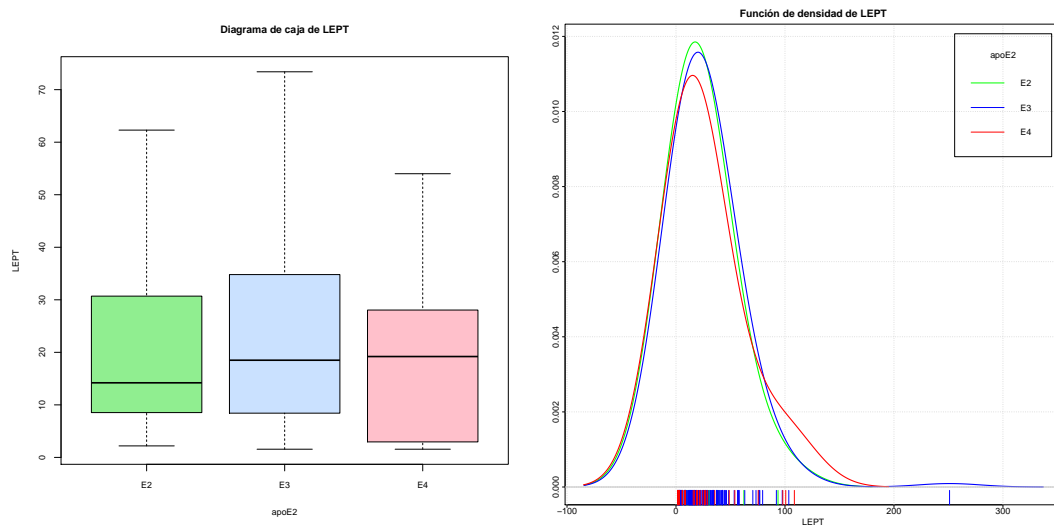 Diagrama de caja de LEPT
LEPT
70
60
50
40
30
20
10
0
E2
E3
E4
apoE2
Función de densidad de LEPT
0.012
0.010
0.008
0.006
0.004
0.002
0.000
−100
0
100
200
300
LEPT
apoE2
E2
E3
E4